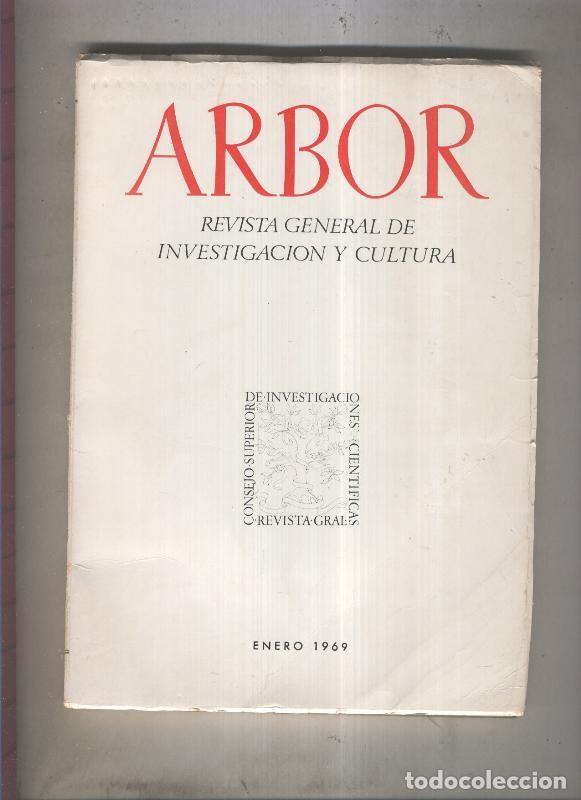 ARBOR
REVISTA GENERAL DE
INVESTIGACION Y CULTURA
CONSEJO·SUPERIOR
DE·INVESTIGACIO
NES·CIENTIFICAS
·REVISTA·GRAL·
ENERO 1969
todocoleccion